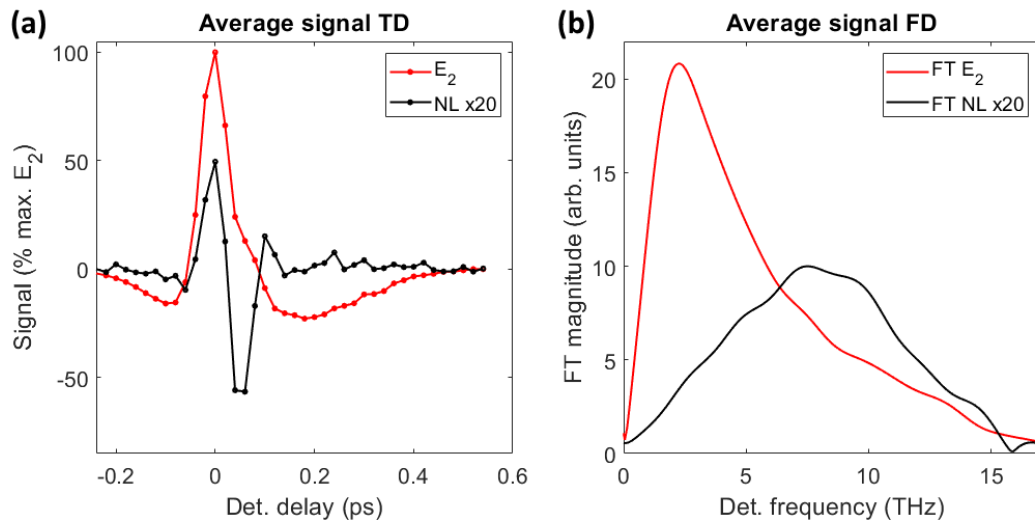 (a)
Average signal TD
100
50
0
-50
Signal (% max. E2)
-0.2
0
0.2
0.4
0.6
Det. delay (ps)
E2
NL x20
(b)
Average signal FD
20
15
10
5
0
FT magnitude (arb. units)
0
5
10
15
Det. frequency (THz)
FT E2
FT NL x20